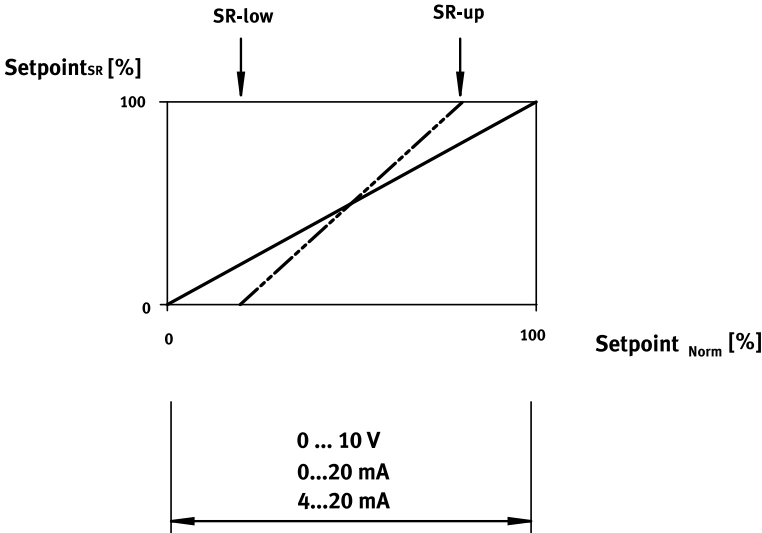 SR-low SR-up
SetpointSR [%]
100
0
0 100
Setpoint Norm [%]
0 ... 10 V
0...20 mA
4...20 mA